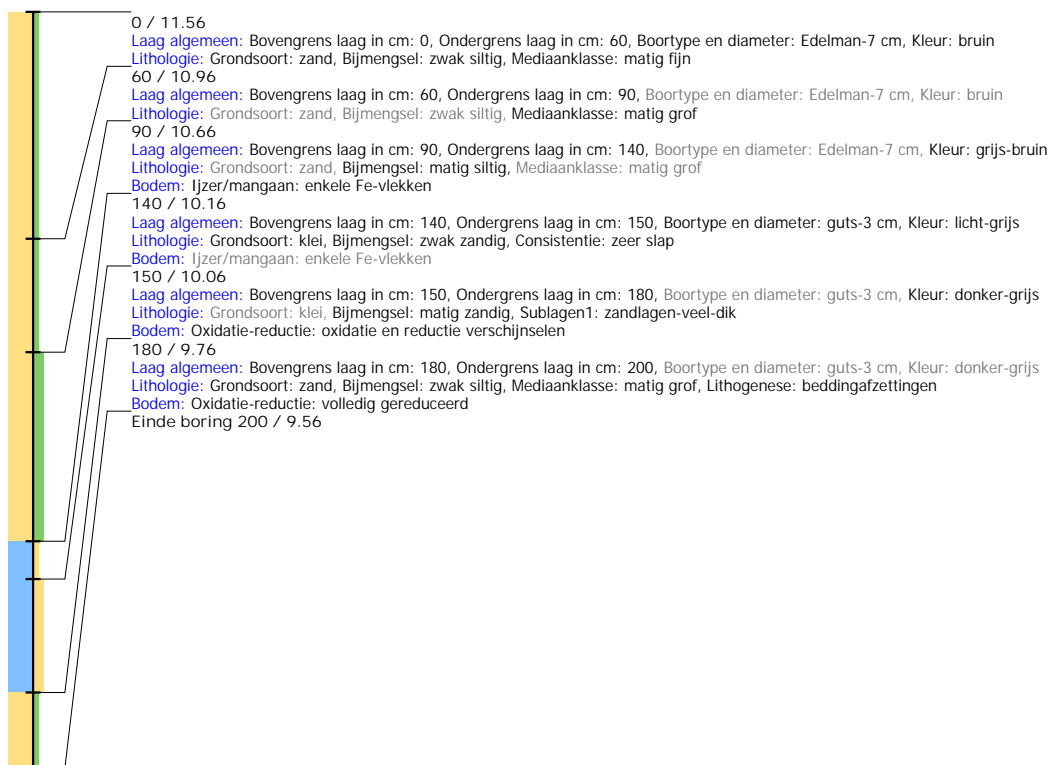 0 / 11.56
Laag algemeen: Bovengrens laag in cm: 0, Ondergrens laag in cm: 60, Boortype en diameter: Edelman-7 cm, Kleur: bruin
Lithologie: Grondsoort: zand, Bijmengsel: zwak siltig, Mediaanklasse: matig fijn
60 / 10.96
Laag algemeen: Bovengrens laag in cm: 60, Ondergrens laag in cm: 90, Boortype en diameter: Edelman-7 cm, Kleur: bruin
Lithologie: Grondsoort: zand, Bijmengsel: zwak siltig, Mediaanklasse: matig grof
90 / 10.66
Laag algemeen: Bovengrens laag in cm: 90, Ondergrens laag in cm: 140, Boortype en diameter: Edelman-7 cm, Kleur: grijs-bruin
Lithologie: Grondsoort: zand, Bijmengsel: matig siltig, Mediaanklasse: matig grof
Bodem: Ijzer/mangaan: enkele Fe-vlekken
140 / 10.16
Laag algemeen: Bovengrens laag in cm: 140, Ondergrens laag in cm: 150, Boortype en diameter: guts-3 cm, Kleur: licht-grijs
Lithologie: Grondsoort: klei, Bijmengsel: zwak zandig, Consistentie: zeer slap
Bodem: Ijzer/mangaan: enkele Fe-vlekken
150 / 10.06
Laag algemeen: Bovengrens laag in cm: 150, Ondergrens laag in cm: 180, Boortype en diameter: guts-3 cm, Kleur: donker-grijs
Lithologie: Grondsoort: klei, Bijmengsel: matig zandig, Sublagen1: zandlagen-veel-dik
Bodem: Oxidatie-reductie: oxidatie en reductie verschijnselen
180 / 9.76
Laag algemeen: Bovengrens laag in cm: 180, Ondergrens laag in cm: 200, Boortype en diameter: guts-3 cm, Kleur: donker-grijs
Lithologie: Grondsoort: zand, Bijmengsel: zwak siltig, Mediaanklasse: matig grof, Lithogenese: beddingafzettingen
Bodem: Oxidatie-reductie: volledig gereduceerd
Einde boring 200 / 9.56